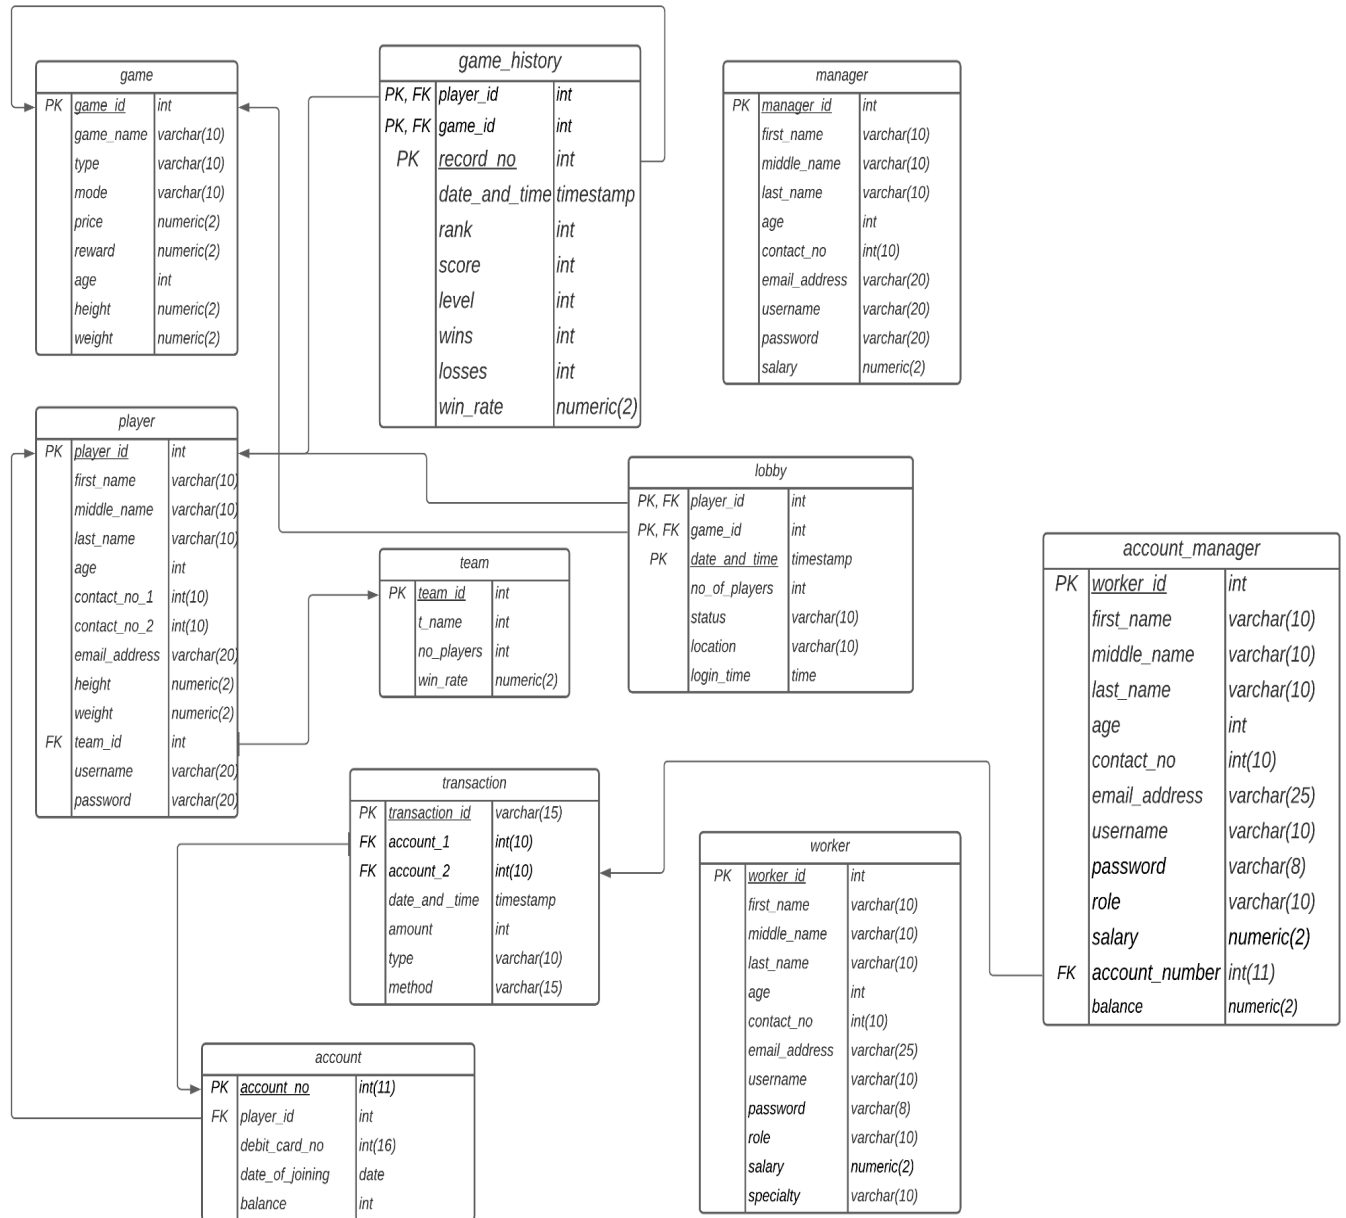 game
PK game_id int
game_name varchar(10)
type varchar(10)
mode varchar(10)
price numeric(2)
reward numeric(2)
age int
height numeric(2)
weight numeric(2)
game_history
PK, FK player_id int
PK, FK game_id int
PK record_no int
date_and_time timestamp
rank int
score int
level int
wins int
losses int
win_rate numeric(2)
manager
PK manager_id int
first_name varchar(10)
middle_name varchar(10)
last_name varchar(10)
age int
contact_no int(10)
email_address varchar(20)
username varchar(20)
password varchar(20)
salary numeric(2)
player
PK player_id int
first_name varchar(10)
middle_name varchar(10)
last_name varchar(10)
age int
contact_no_1 int(10)
contact_no_2 int(10)
email_address varchar(20)
height numeric(2)
weight numeric(2)
FK team_id int
username varchar(20)
password varchar(20)
team
PK team_id int
t_name int
no_players int
win_rate numeric(2)
lobby
PK, FK player_id int
PK, FK game_id int
PK date_and_time timestamp
no_of_players int
status varchar(10)
location varchar(10)
login_time time
account_manager
PK worker_id int
first_name varchar(10)
middle_name varchar(10)
last_name varchar(10)
age int
contact_no int(10)
email_address varchar(25)
username varchar(10)
password varchar(8)
role varchar(10)
salary numeric(2)
FK account_number int(11)
balance numeric(2)
transaction
PK transaction_id varchar(15)
FK account_1 int(10)
FK account_2 int(10)
date_and _time timestamp
amount int
type varchar(10)
method varchar(15)
worker
PK worker_id int
first_name varchar(10)
middle_name varchar(10)
last_name varchar(10)
age int
contact_no int(10)
email_address varchar(25)
username varchar(10)
password varchar(8)
role varchar(10)
salary numeric(2)
specialty varchar(10)
account
PK account_no int(11)
FK player_id int
debit_card_no int(16)
date_of_joining date
balance int